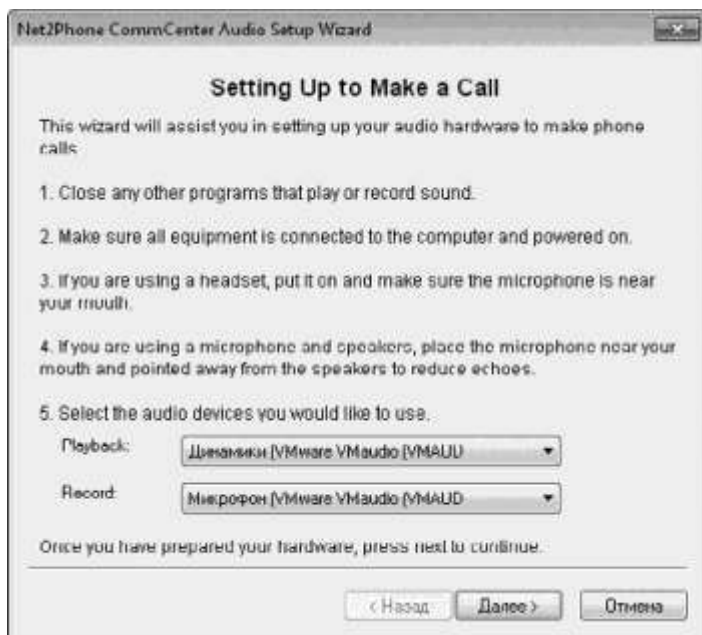 Net2Phone CommCenter Audio Setup Wizard
Setting Up to Make a Call
This wizard will assist you in setting up your audio hardware to make phone
calls
1. Close any other programs that play or record sound.
2. Make sure all equipment is connected to the computer and powered on.
3. If you are using a headset, put it on and make sure the microphone is near
your mouth.
4. If you are using a microphone and speakers, place the microphone near your
mouth and pointed away from the speakers to reduce echoes.
5. Select the audio devices you would like to use.
Playback:
Динамики (VMware VMaudio (VMAUD
Record:
Микрофон (VMware VMaudio (VMAUD
Once you have prepared your hardware, press next to continue.
< Назад
Далее >
Отмена